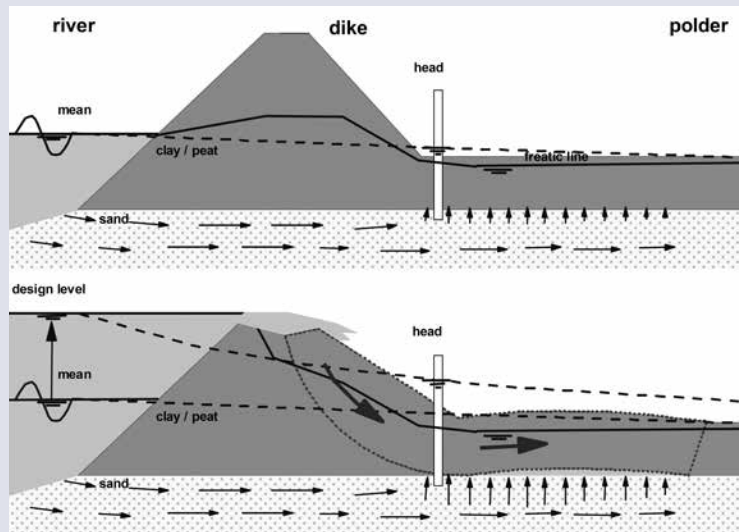 river
dike
polder
head
mean
clay / peat
freatic line
sand
design level
head
mean
clay / peat
sand